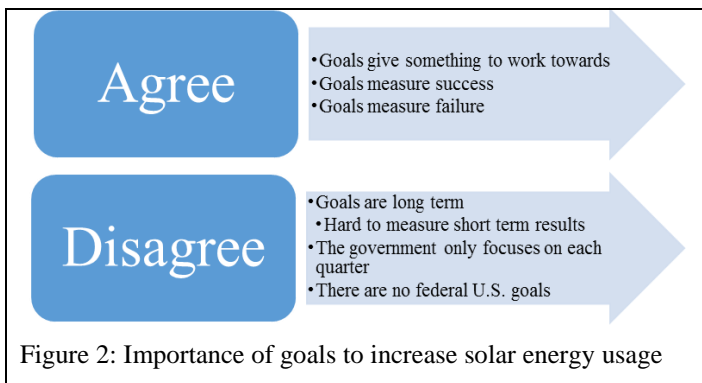 Agree
•Goals give something to work towards
•Goals measure success
•Goals measure failure
Disagree
•Goals are long term
•Hard to measure short term results
•The government only focuses on each
quarter
•There are no federal U.S. goals
Figure 2: Importance of goals to increase solar energy usage